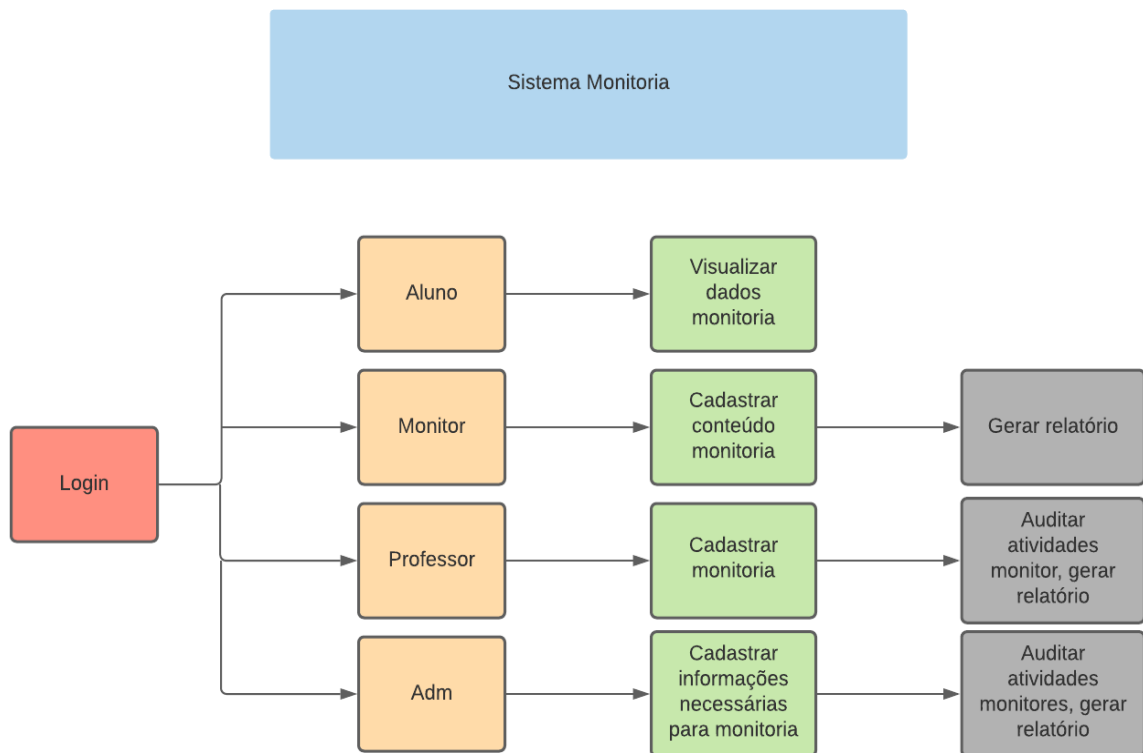 Sistema Monitoria
Aluno
Visualizar
dados
monitoria
Monitor
Cadastrar
conteúdo
monitoria
Gerar relatório
Login
Professor
Cadastrar
monitoria
Auditar
atividades
monitor, gerar
relatório
Adm
Cadastrar
informações
necessárias
para monitoria
Auditar
atividades
monitores, gerar
relatório